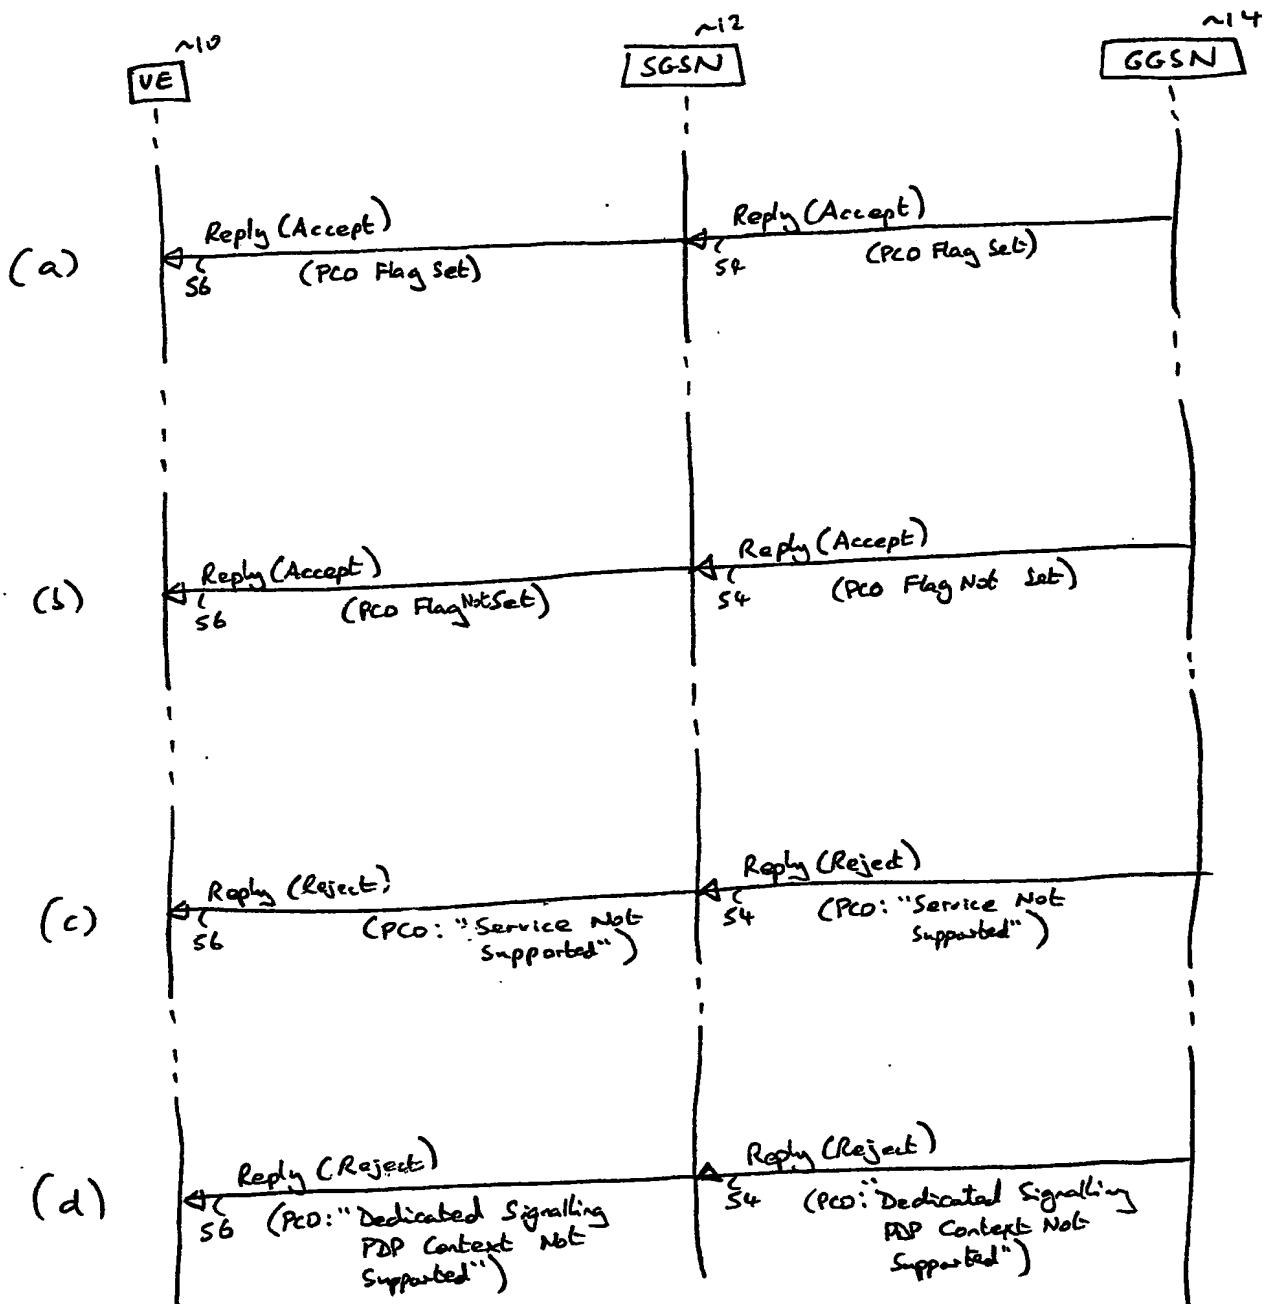 ~10 ~12 ~14
UE SGSN GGSN
Reply (Accept) Reply (Accept)
(a) 56 (PCO Flag Set) 54 (PCO Flag Set)
Reply (Accept) Reply (Accept)
(b) 56 (PCO Flag Not Set) 54 (PCO Flag Not Set)
Reply (Reject) Reply (Reject)
(c) 56 (PCO: "Service Not 54 (PCO: "Service Not
Supported") Supported")
Reply (Reject) Reply (Reject)
(d) 56 (PCO: "Dedicated Signalling 54 (PCO: "Dedicated Signalling
PDP Context Not PDP Context Not
Supported") Supported")